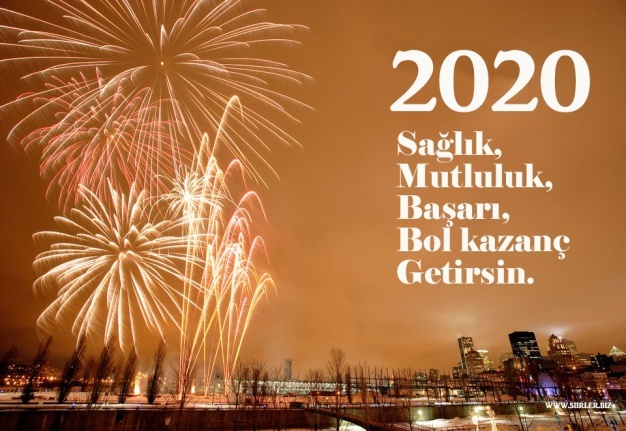 2020
Sağlık,
Mutluluk,
Başarı,
Bol kazanç
Getirsin.
WWW.SIIRLER.BIZ